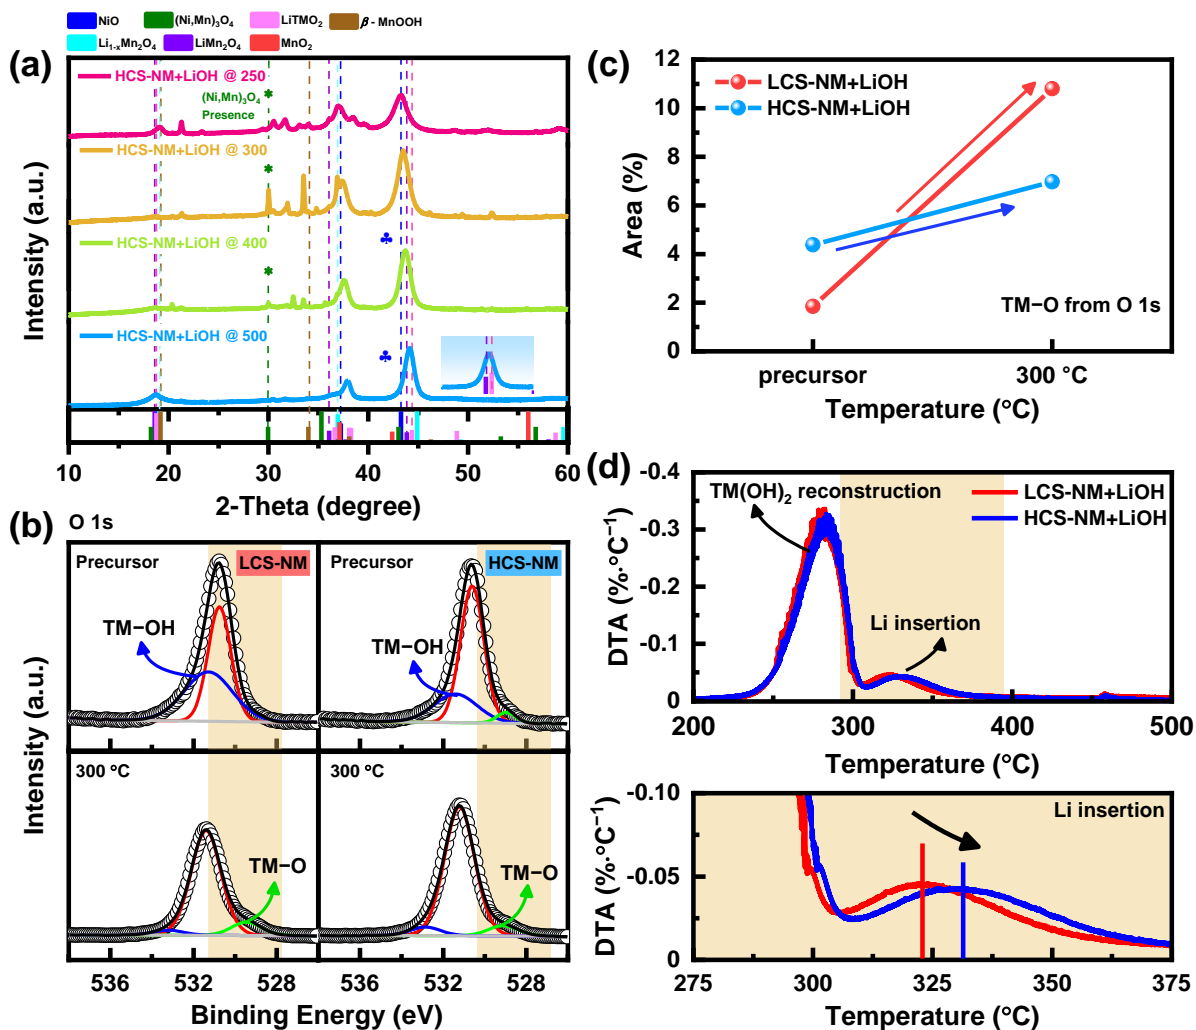 NiO (Ni,Mn)₃O₄ LiTMO₂ β - MnOOH
Li₁₋ₓMn₂O₄ LiMn₂O₄ MnO₂
(a)
Intensity (a.u.)
HCS-NM+LiOH @ 250
(Ni,Mn)₃O₄
Presence
*
HCS-NM+LiOH @ 300
*
HCS-NM+LiOH @ 400
*
♣
HCS-NM+LiOH @ 500
♣
10 20 30 40 50 60
2-Theta (degree)
(b)
O 1s
Intensity (a.u.)
Precursor
LCS-NM
TM−OH
Precursor
HCS-NM
TM−OH
300 ºC
TM−O
300 ºC
TM−O
536 532 528 536 532 528
Binding Energy (eV)
(c)
Area (%)
12
10
8
6
4
2
0
LCS-NM+LiOH
HCS-NM+LiOH
TM−O from O 1s
precursor 300 °C
Temperature (°C)
(d)
DTA (%·°C⁻¹)
-0.4
-0.3
-0.2
-0.1
0
TM(OH)₂ reconstruction
LCS-NM+LiOH
HCS-NM+LiOH
Li insertion
200 300 400 500
Temperature (°C)
DTA (%·°C⁻¹)
-0.10
-0.05
0
Li insertion
275 300 325 350 375
Temperature (°C)